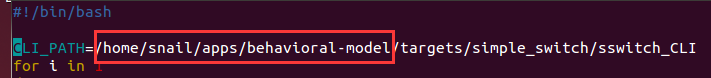 #!/bin/bash
CLI_PATH=/home/snail/apps/behavioral-model/targets/simple_switch/sswitch_CLI
for i in 1